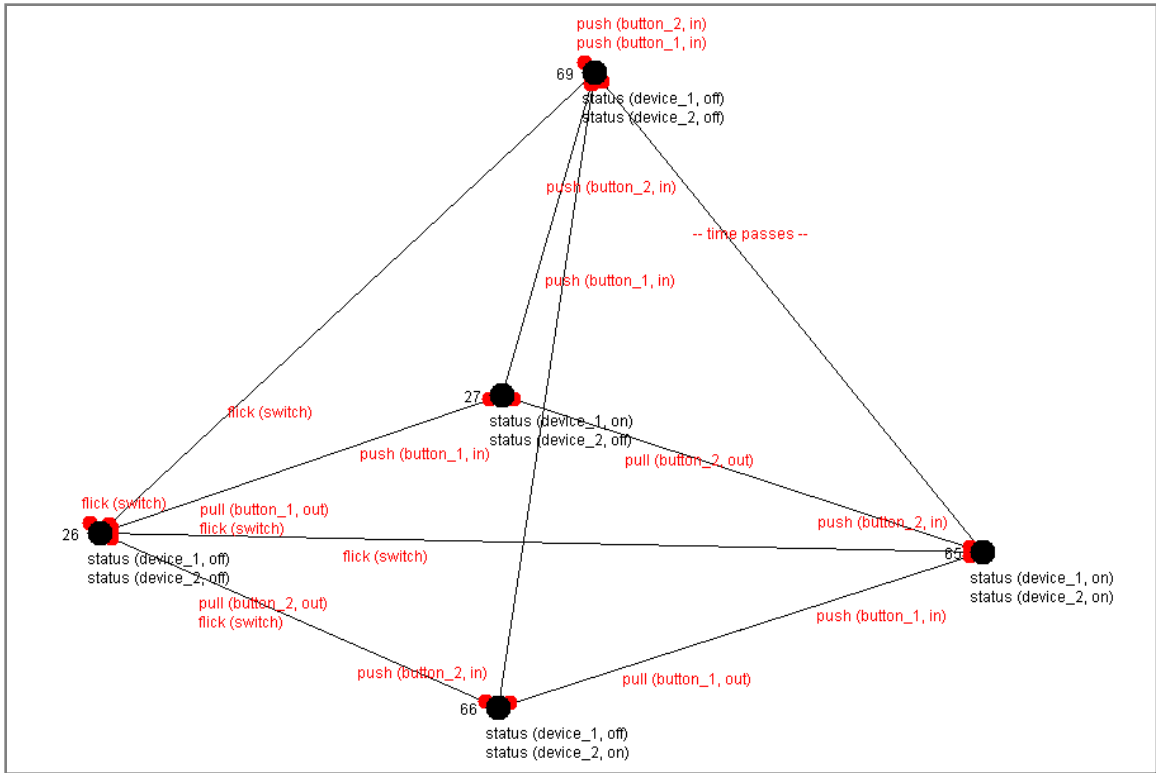 push (button_2, in)
push (button_1, in)
69
status (device_1, off)
status (device_2, off)
push (button_2, in)
-- time passes --
push (button_1, in)
27
flick (switch)
status (device_1, on)
status (device_2, off)
push (button_1, in)
pull (button_2, out)
flick (switch)
pull (button_1, out)
flick (switch)
push (button_2, in)
26
flick (switch)
65
status (device_1, off)
status (device_2, off)
status (device_1, on)
status (device_2, on)
pull (button_2, out)
flick (switch)
push (button_1, in)
push (button_2, in)
pull (button_1, out)
66
status (device_1, off)
status (device_2, on)